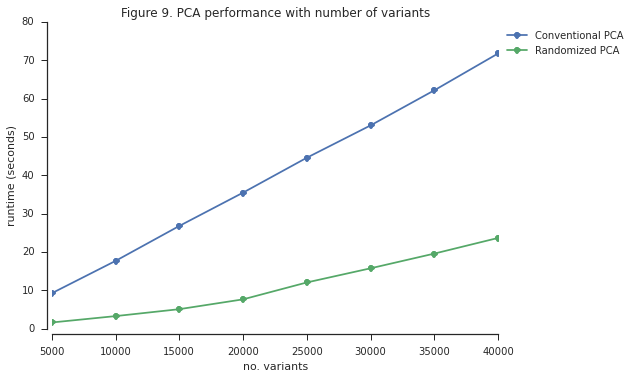 Figure 9. PCA performance with number of variants
Conventional PCA
Randomized PCA
runtime (seconds)
80
70
60
50
40
30
20
10
0
5000 10000 15000 20000 25000 30000 35000 40000
no. variants